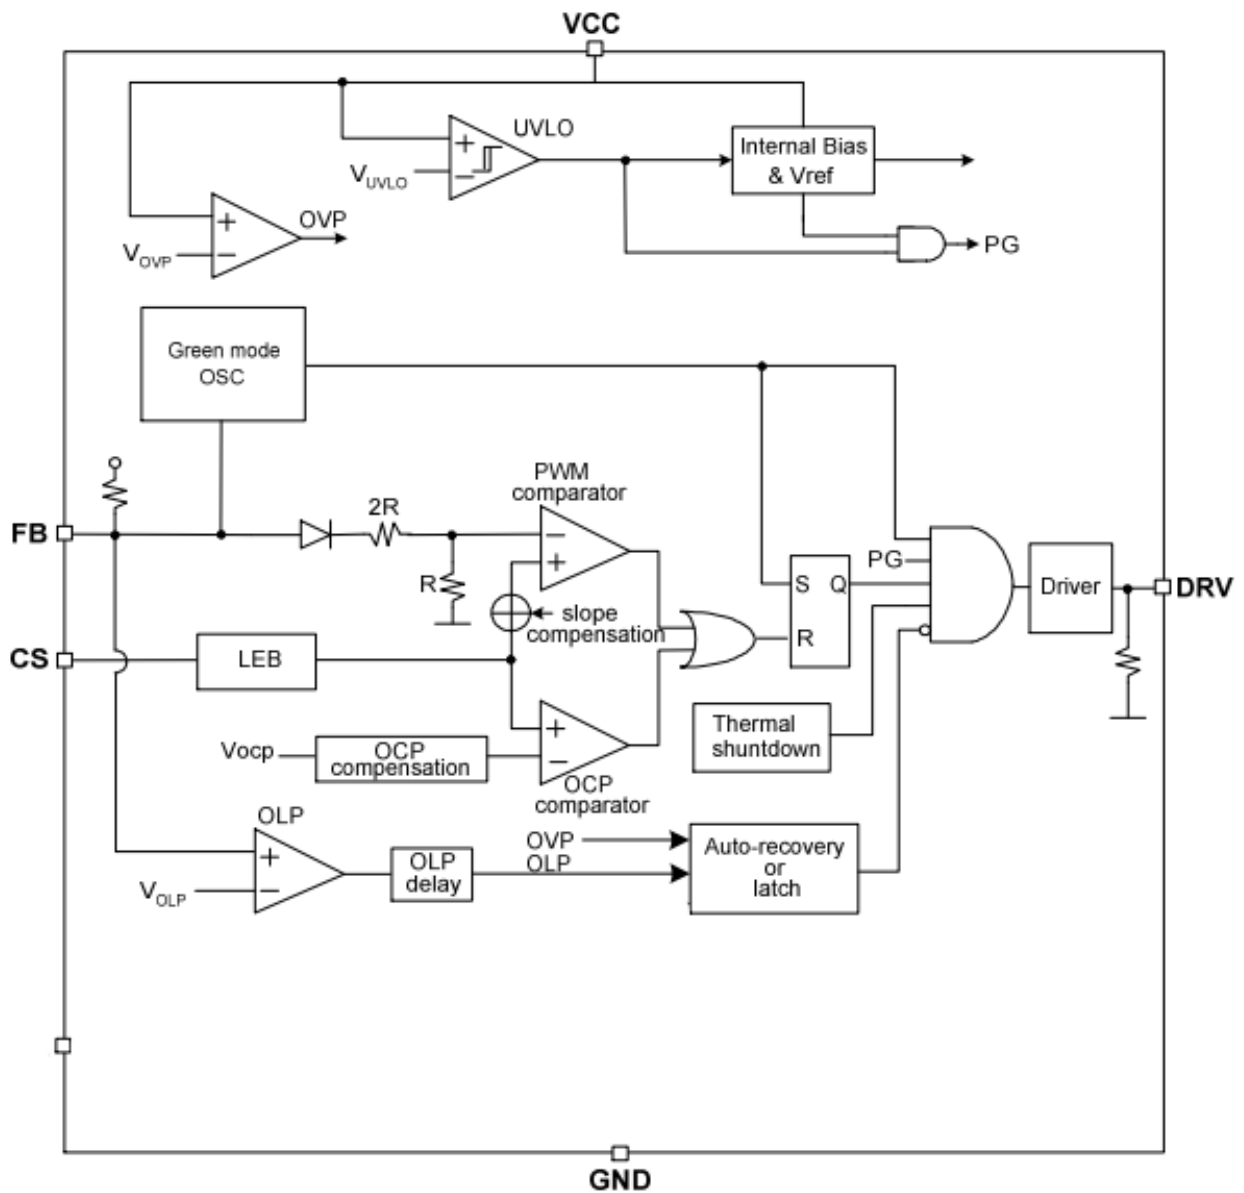 VCC
UVLO
+
Internal Bias
& Vref
V_UVLO
−
OVP
+
V_OVP
−
PG
Green mode
OSC
PWM
comparator
2R
FB
−
+
PG
S Q
Driver
DRV
R
slope
compensation
R
CS
LEB
Thermal
shuntdown
+
Vocp
OCP
compensation
−
OCP
comparator
OLP
+
OVP
OLP
OLP
delay
Auto-recovery
or
latch
V_OLP
−
GND